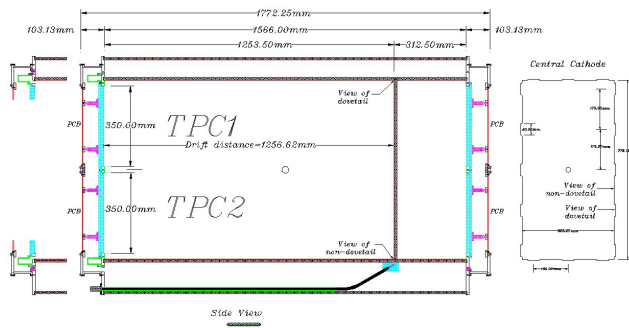 1772.25mm
103.13mm
1566.00mm
103.13mm
1253.50mm
312.50mm
Central Cathode
View of
dovetail
PCB
350.00mm
TPC1
PCB
Drift distance=1256.62mm
350.00mm
TPC2
View of
non-dovetail
View of
dovetail
PCB
PCB
View of
non-dovetail
Side View